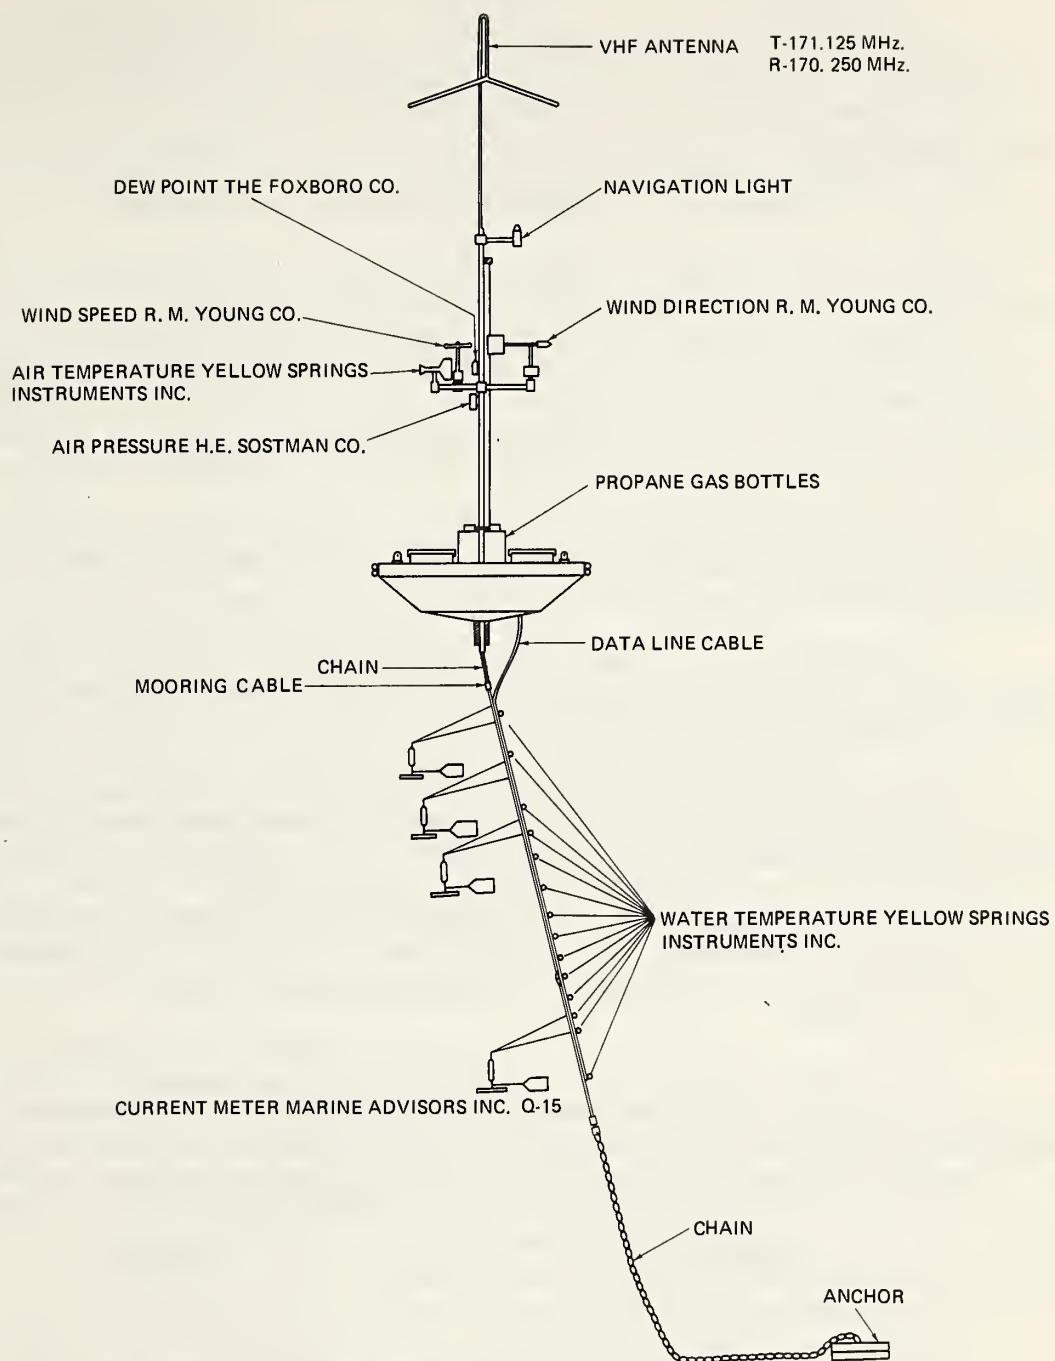 VHF ANTENNA T-171.125 MHz.
R-170. 250 MHz.
DEW POINT THE FOXBORO CO.
NAVIGATION LIGHT
WIND SPEED R. M. YOUNG CO.
WIND DIRECTION R. M. YOUNG CO.
AIR TEMPERATURE YELLOW SPRINGS
INSTRUMENTS INC.
AIR PRESSURE H.E. SOSTMAN CO.
PROPANE GAS BOTTLES
DATA LINE CABLE
CHAIN
MOORING CABLE
WATER TEMPERATURE YELLOW SPRINGS
INSTRUMENTS INC.
CURRENT METER MARINE ADVISORS INC. Q-15
CHAIN
ANCHOR